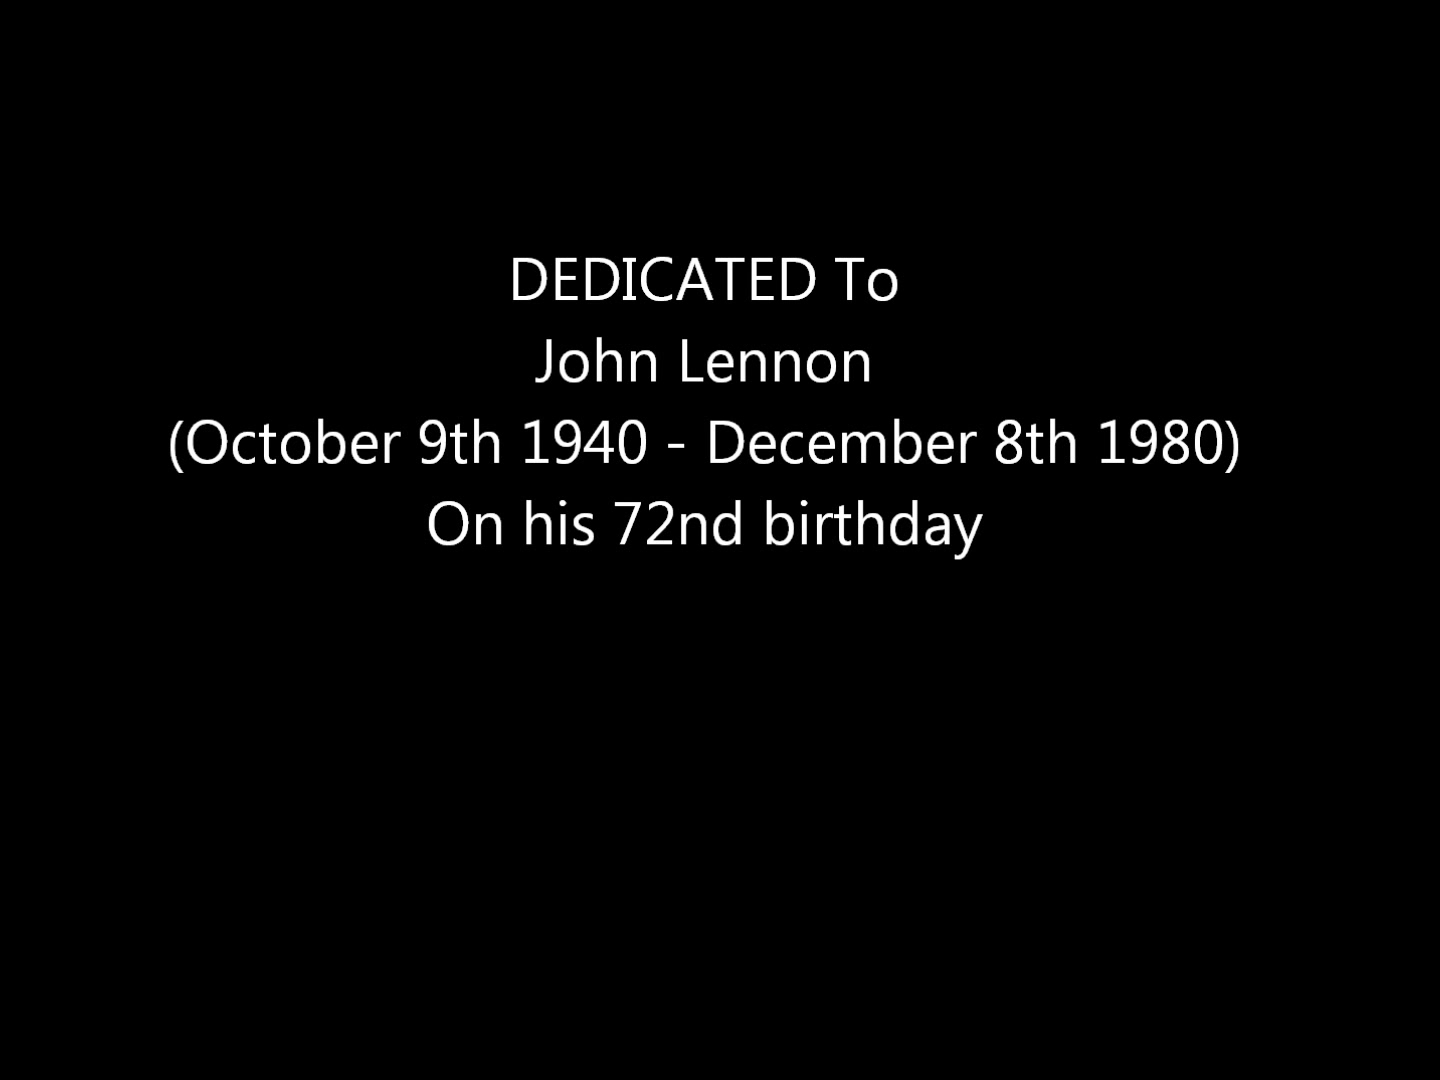 DEDICATED To
John Lennon
(October 9th 1940 - December 8th 1980)
On his 72nd birthday